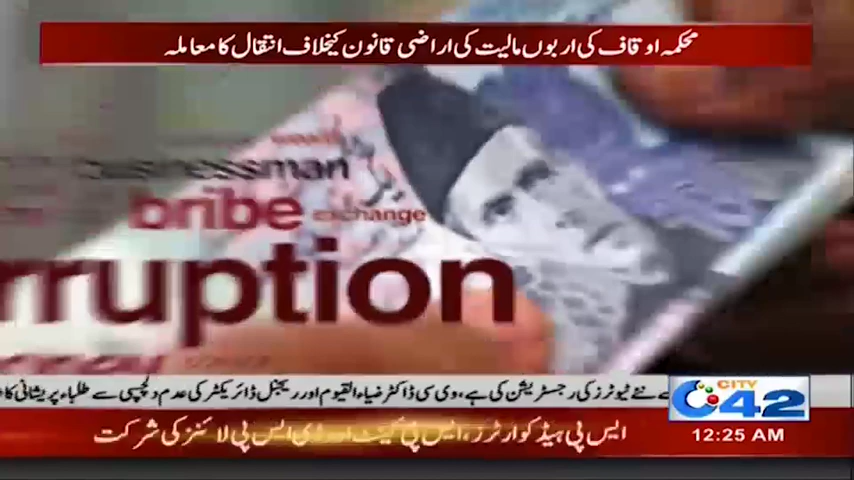 محکمہ اوقاف کی اربوں مالیت کی اراضی قانون کیخلاف انتقال کا معاملہ
businessman
bribe exchange
rruption
سے نئے ٹیوٹرز کی رجسٹریشن کی ہے، وی سی ڈاکٹر ضیاء القیوم اور ریجنل ڈائریکٹر کی عدم دلچسپی سے طلباء پریشانی کا
CITY 42
ایس پی ہیڈ کوارٹرز، ایس پی کینٹ اور ڈی ایس پی لائنز کی شرکت
12:25 AM